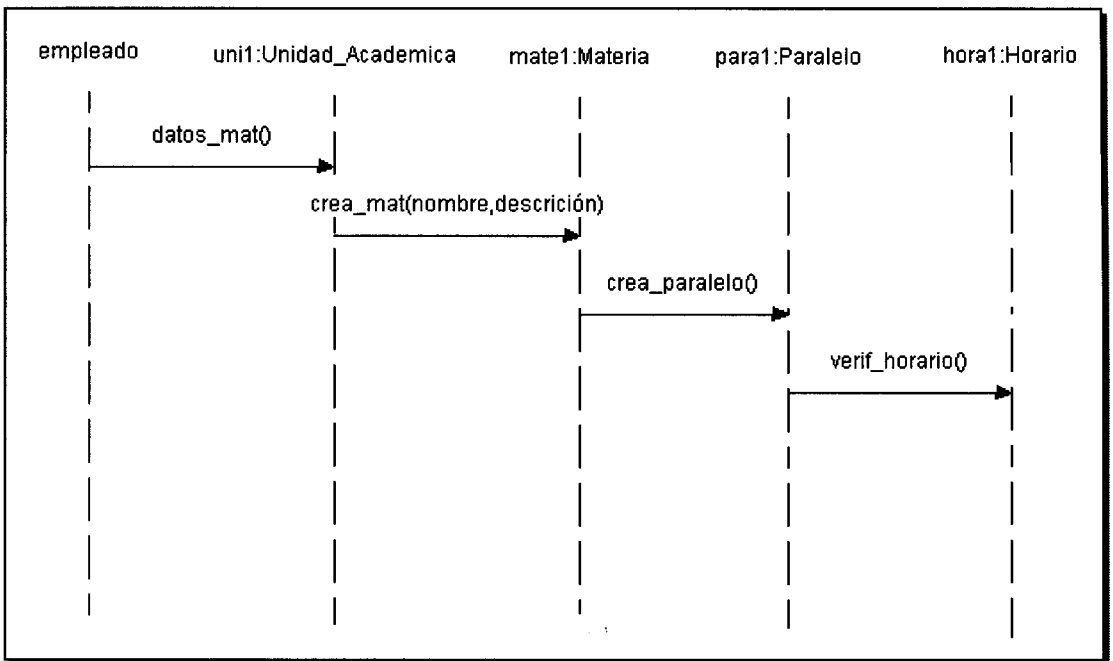 empleado uni1:Unidad_Academica mate1:Materia para1:Paralelo hora1:Horario
datos_mat()
crea_mat(nombre,descrición)
crea_paralelo()
verif_horario()